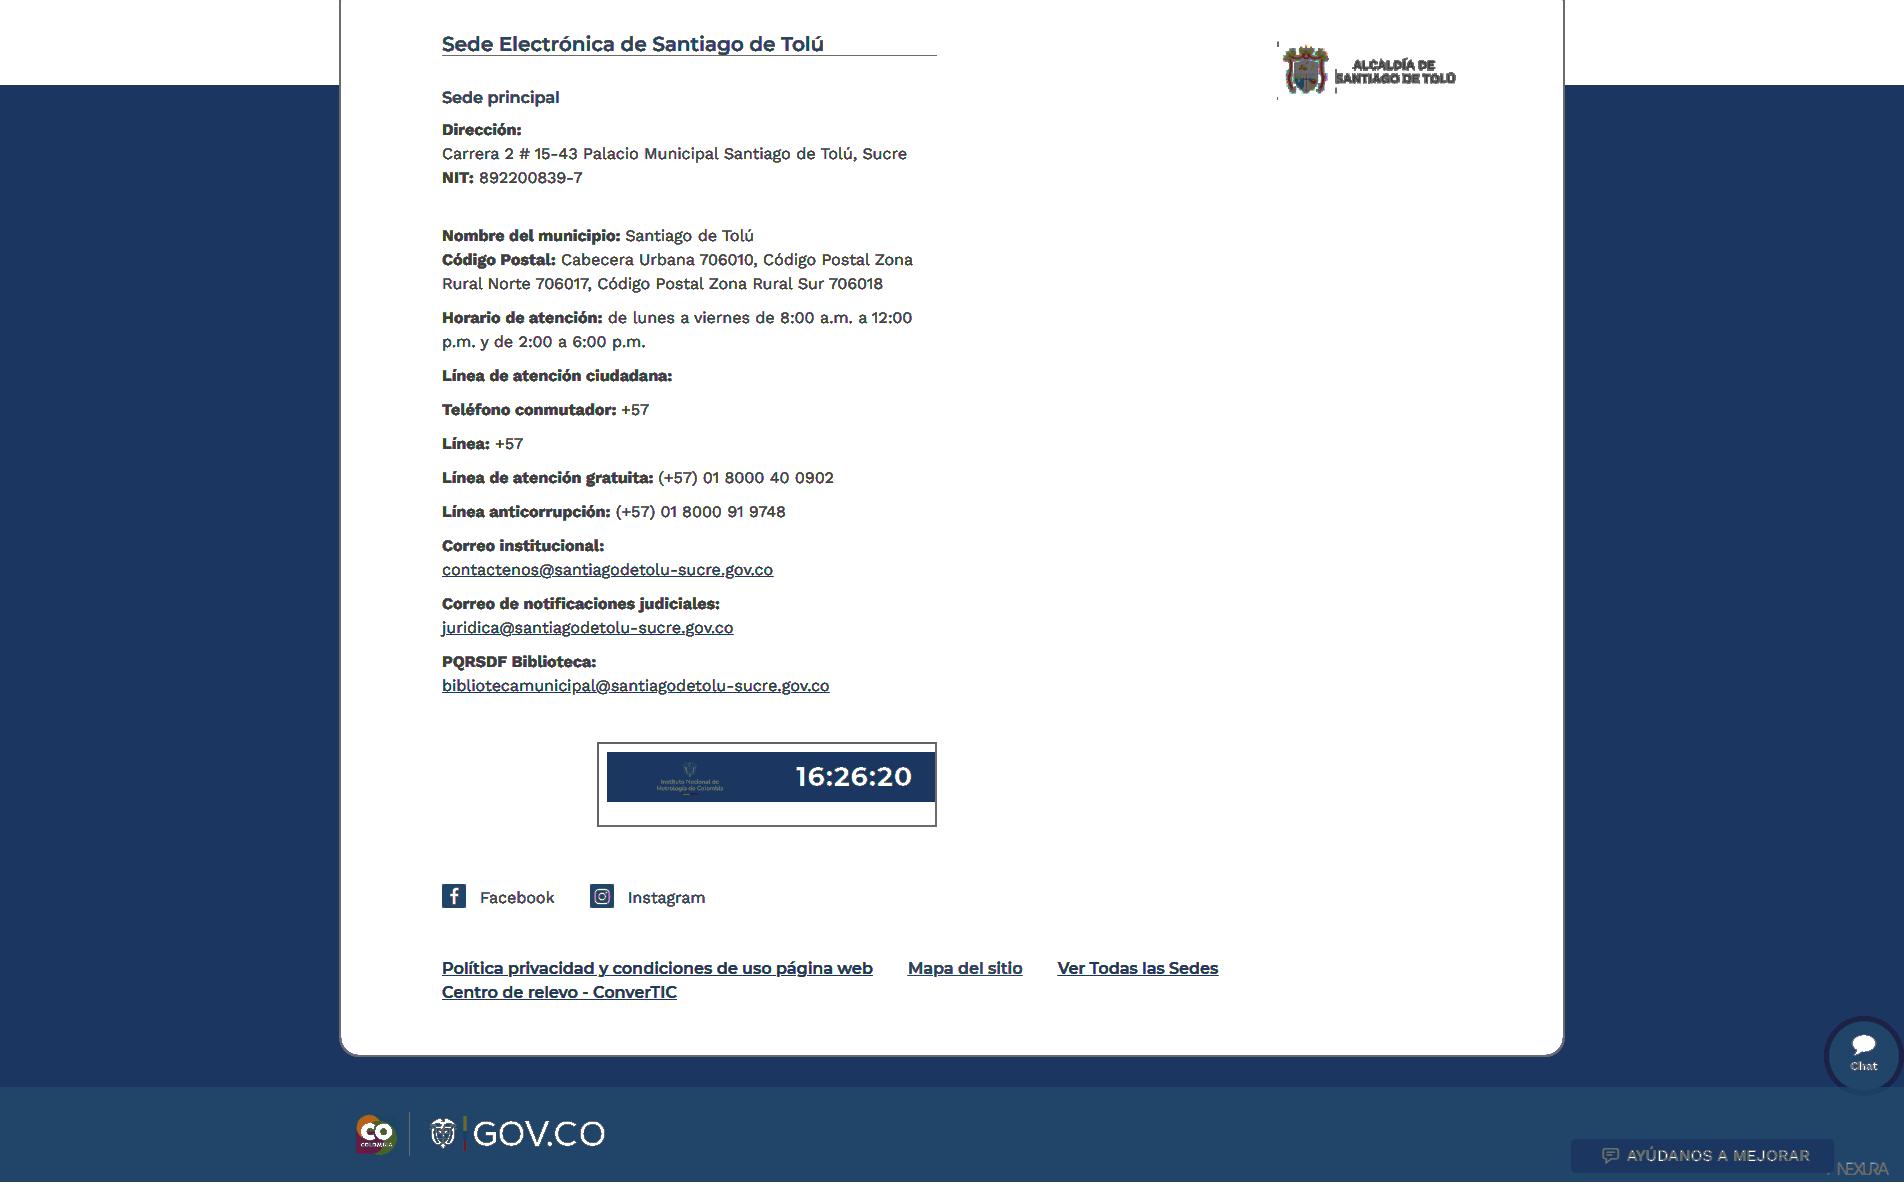 Sede Electrónica de Santiago de Tolú
ALCALDÍA DE
SANTIAGO DE TOLÚ
Sede principal
Dirección:
Carrera 2 # 15-43 Palacio Municipal Santiago de Tolú, Sucre
NIT: 892200839-7
Nombre del municipio: Santiago de Tolú
Código Postal: Cabecera Urbana 706010, Código Postal Zona
Rural Norte 706017, Código Postal Zona Rural Sur 706018
Horario de atención: de lunes a viernes de 8:00 a.m. a 12:00
p.m. y de 2:00 a 6:00 p.m.
Línea de atención ciudadana:
Teléfono conmutador: +57
Línea: +57
Línea de atención gratuita: (+57) 01 8000 40 0902
Línea anticorrupción: (+57) 01 8000 91 9748
Correo institucional:
contactenos@santiagodetolu-sucre.gov.co
Correo de notificaciones judiciales:
juridica@santiagodetolu-sucre.gov.co
PQRSDF Biblioteca:
bibliotecamunicipal@santiagodetolu-sucre.gov.co
Instituto Nacional de
Metrología de Colombia
16:26:20
Facebook
Instagram
Política privacidad y condiciones de uso página web
Mapa del sitio
Ver Todas las Sedes
Centro de relevo - ConverTIC
Chat
CO
COLOMBIA
GOV.CO
AYÚDANOS A MEJORAR
NEXURA